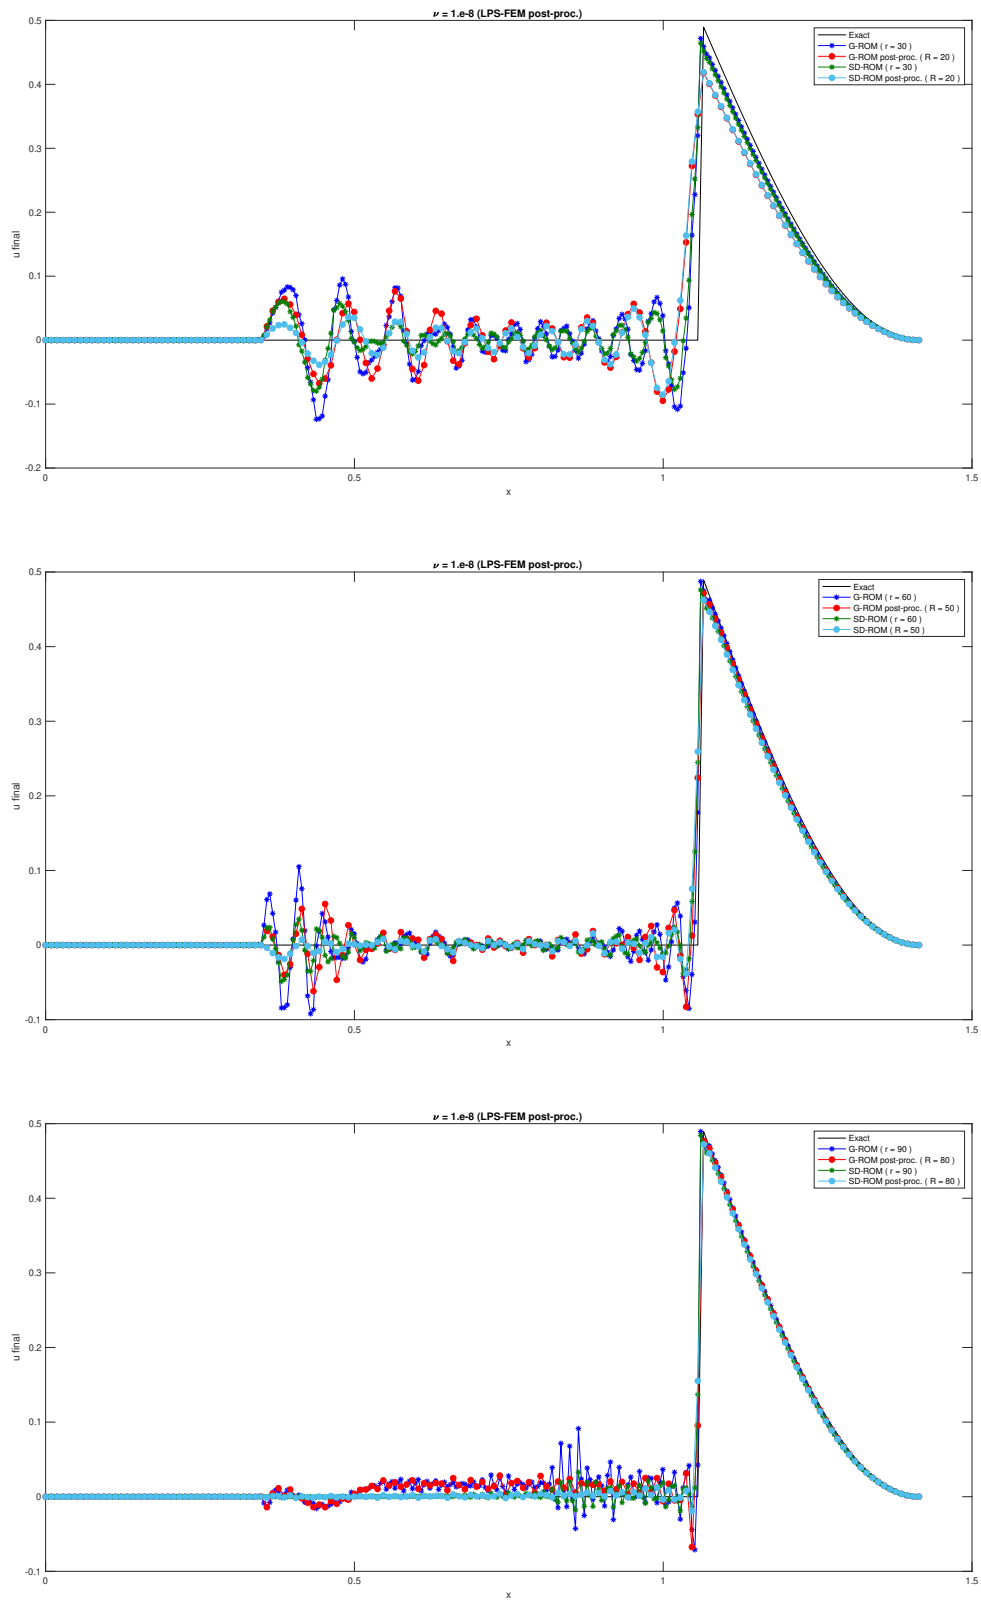 ν = 1.e-8 (LPS-FEM post-proc.)
0.5
0.4
0.3
0.2
0.1
0
-0.1
-0.2
u final
0
0.5
1
1.5
x
Exact
G-ROM ( r = 30 )
G-ROM post-proc. ( R = 20 )
SD-ROM ( r = 30 )
SD-ROM post-proc. ( R = 20 )
ν = 1.e-8 (LPS-FEM post-proc.)
0.5
0.4
0.3
0.2
0.1
0
-0.1
u final
0
0.5
1
1.5
x
Exact
G-ROM ( r = 60 )
G-ROM post-proc. ( R = 50 )
SD-ROM ( r = 60 )
SD-ROM ( R = 50 )
ν = 1.e-8 (LPS-FEM post-proc.)
0.5
0.4
0.3
0.2
0.1
0
-0.1
u final
0
0.5
1
1.5
x
Exact
G-ROM ( r = 90 )
G-ROM post-proc. ( R = 80 )
SD-ROM ( r = 90 )
SD-ROM post-proc. ( R = 80 )